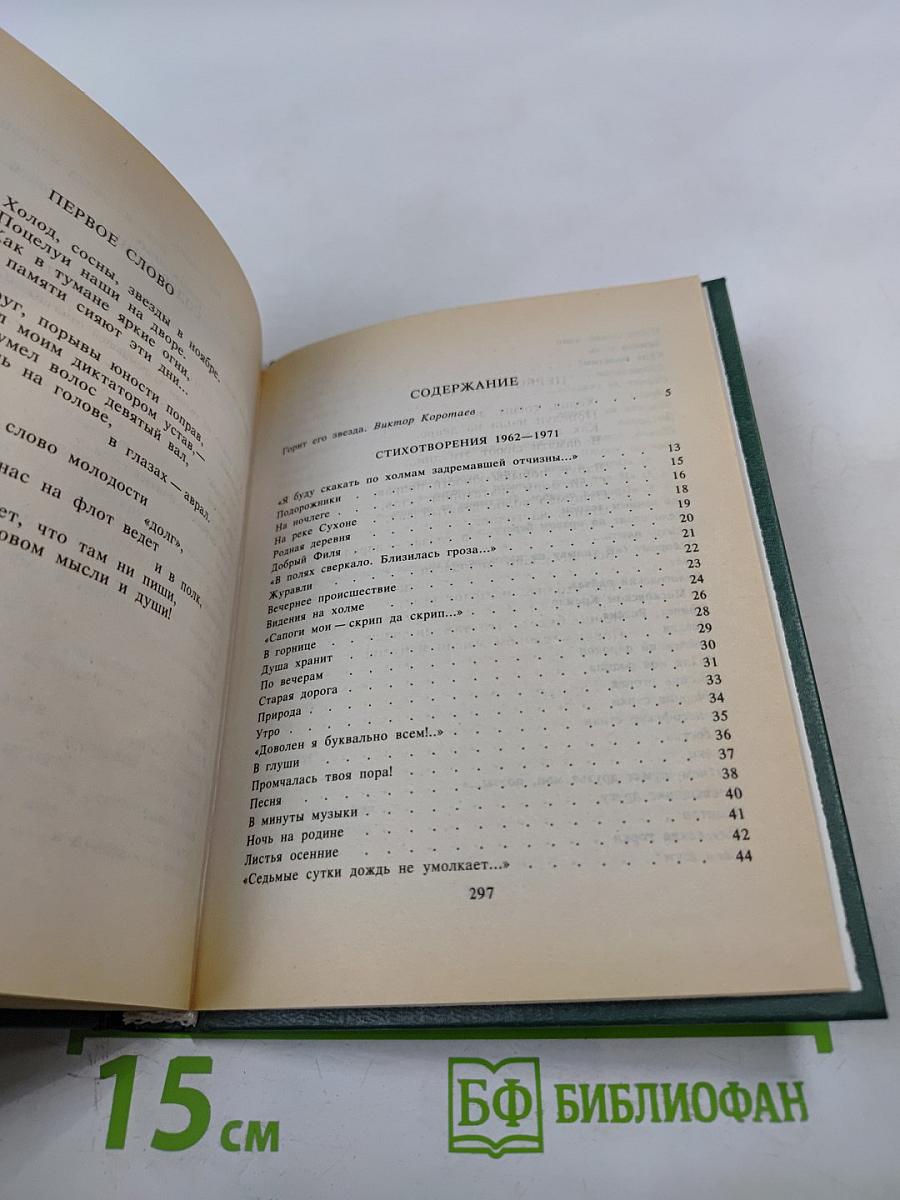 ПЕРВОЕ СЛОВО
Холод, сосны, звезды в ноябре.
Поцелуи наши на дворе.
Как в тумане яркие огни,
памяти сияют эти дни...
порывы юности поправ,
моим диктатором устав,—
волос девятый вал,
на голове,
в глазах — аврал.
слово молодости
«долг»,
нас на флот ведет
и в полк,
что там ни пиши,
мысли и души!
СОДЕРЖАНИЕ
Горит его звезда. Виктор Коротаев . . . 5
СТИХОТВОРЕНИЯ 1962—1971
«Я буду скакать по холмам задремавшей отчизны...» . . . 13
Подорожники . . . 15
На ночлеге . . . 16
На реке Сухоне . . . 18
Родная деревня . . . 19
Добрый Филя . . . 20
«В полях сверкало. Близилась гроза...» . . . 21
Журавли . . . 22
Вечернее происшествие . . . 23
Видения на холме . . . 24
«Сапоги мои — скрип да скрип...» . . . 26
В горнице . . . 28
Душа хранит . . . 29
По вечерам . . . 30
Старая дорога . . . 31
Природа . . . 33
Утро . . . 34
«Доволен я буквально всем!..» . . . 35
В глуши . . . 36
Промчалась твоя пора! . . . 37
Песня . . . 38
В минуты музыки . . . 40
Ночь на родине . . . 41
Листья осенние . . . 42
«Седьмые сутки дождь не умолкает...» . . . 44
297
15 см
БФ БИБЛИОФАН